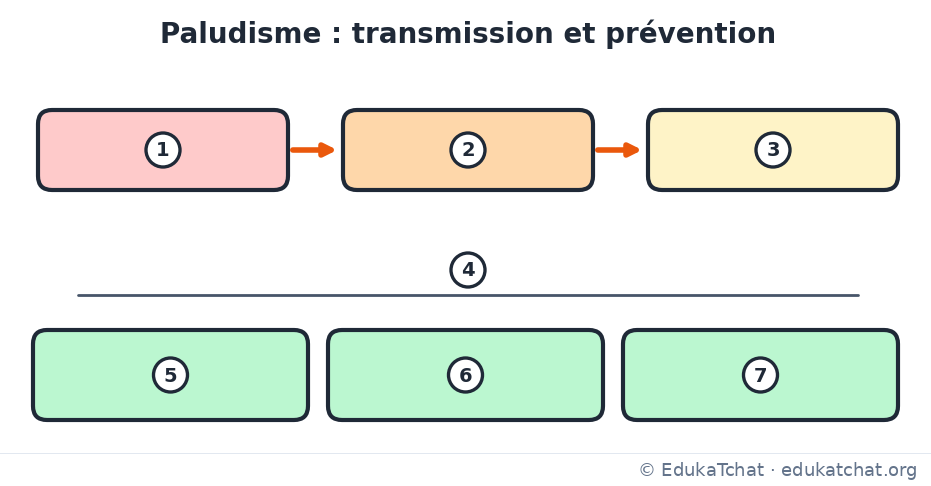 Paludisme : transmission et prévention
1 2 3
4
5 6 7
© EdukaTchat · edukatchat.org